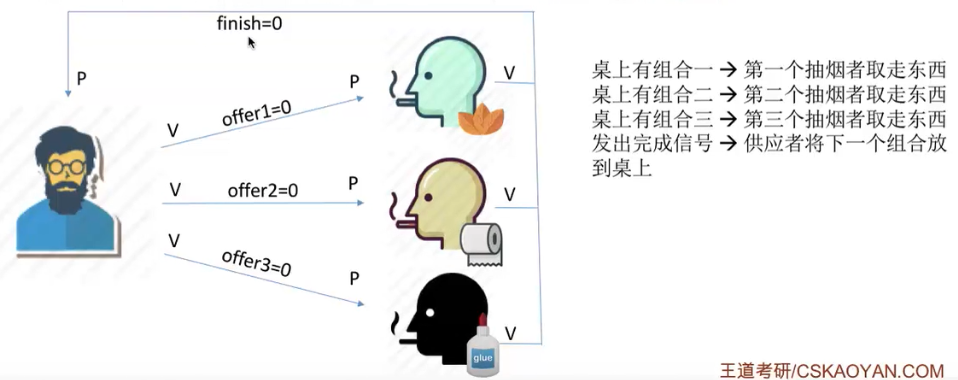 finish=0
P
V
offer1=0
P
V
V
offer2=0
P
V
V
offer3=0
P
V
glue
桌上有组合一 → 第一个抽烟者取走东西
桌上有组合二 → 第二个抽烟者取走东西
桌上有组合三 → 第三个抽烟者取走东西
发出完成信号 → 供应者将下一个组合放
到桌上
王道考研/CSKAOYAN.COM